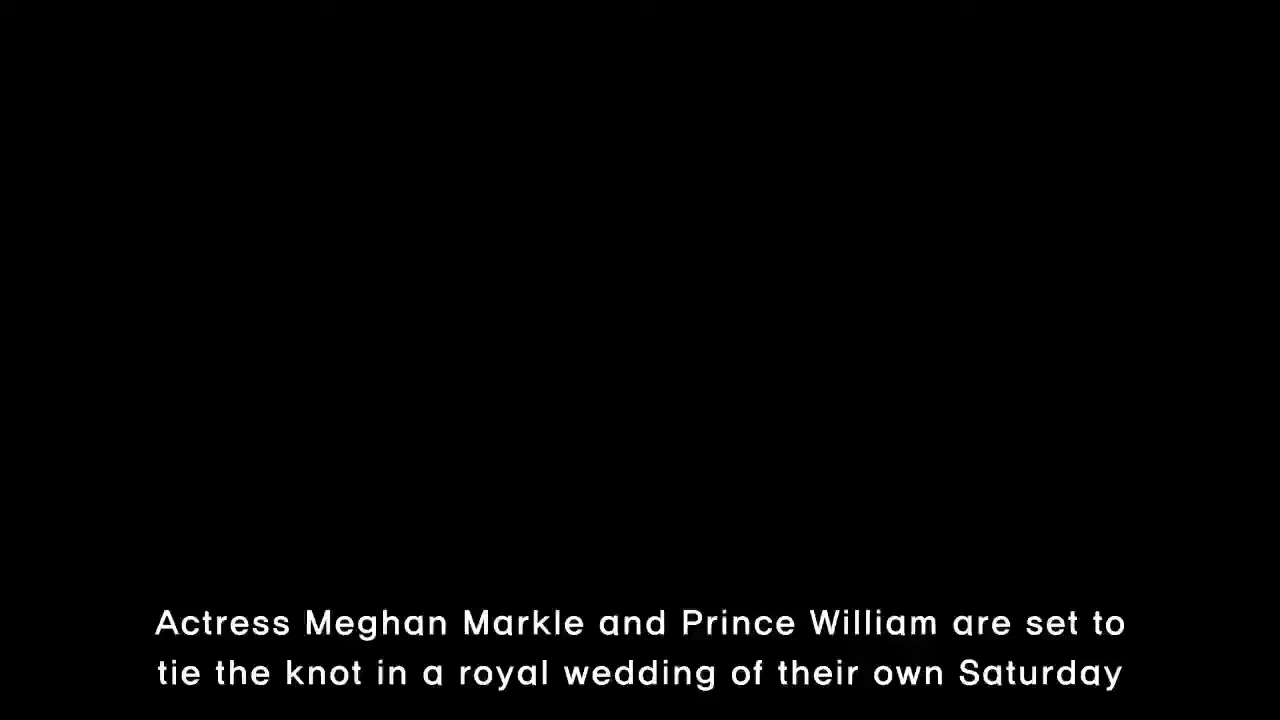 Actress Meghan Markle and Prince William are set to
tie the knot in a royal wedding of their own Saturday